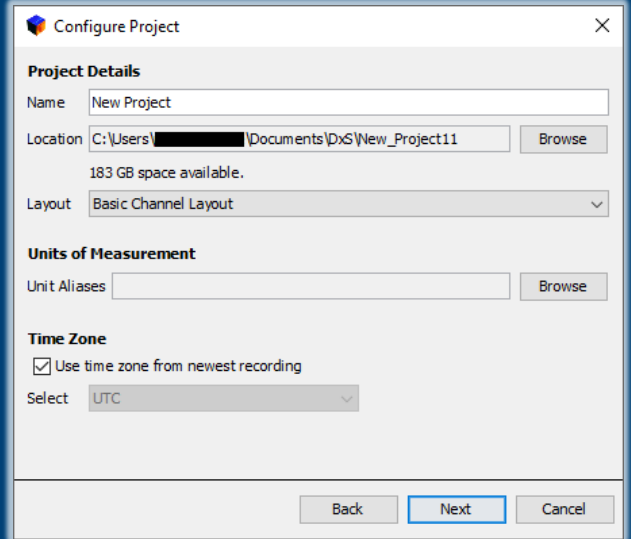 Configure Project
Project Details
Name New Project
Location C:\Users\ \Documents\DxS\New_Project11 Browse
183 GB space available.
Layout Basic Channel Layout
Units of Measurement
Unit Aliases Browse
Time Zone
Use time zone from newest recording
Select UTC
Back Next Cancel